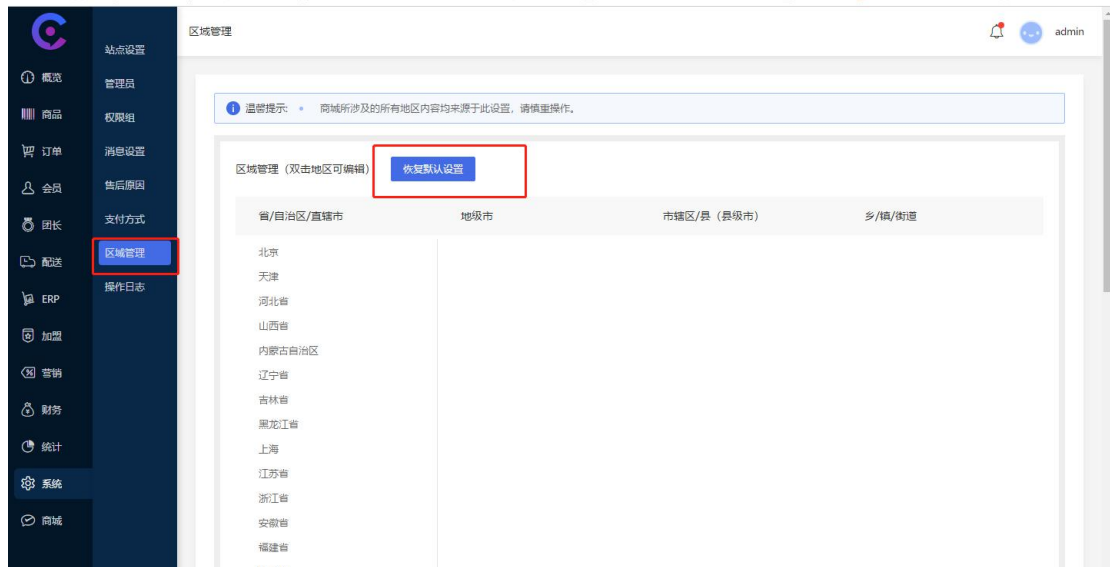 区域管理
admin
概览
商品
订单
会员
团长
配送
ERP
加盟
营销
财务
统计
系统
商城
站点设置
管理员
权限组
消息设置
售后原因
支付方式
区域管理
操作日志
温馨提示: • 商城所涉及的所有地区内容均来源于此设置，请慎重操作。
区域管理（双击地区可编辑） 恢复默认设置
省/自治区/直辖市 地级市 市辖区/县（县级市） 乡/镇/街道
北京
天津
河北省
山西省
内蒙古自治区
辽宁省
吉林省
黑龙江省
上海
江苏省
浙江省
安徽省
福建省